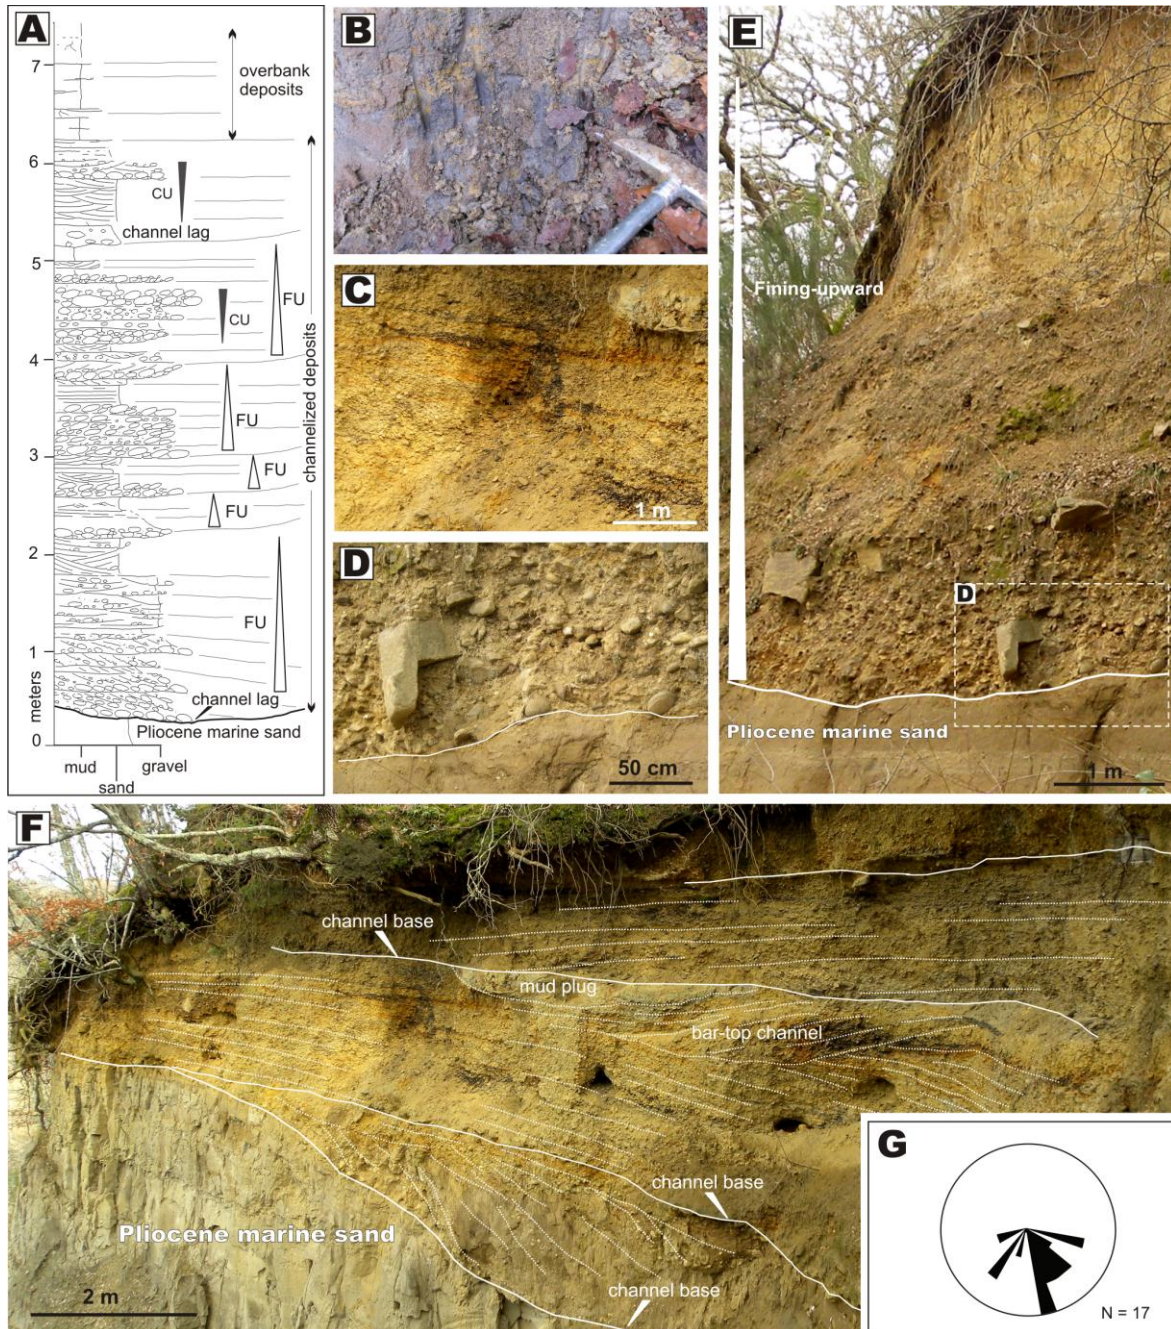 A
7
overbank
deposits
6
CU
channel lag
5
FU
CU
4
channelized deposits
FU
3
FU
FU
2
FU
1
meters
channel lag
Pliocene marine sand
0
mud
gravel
sand
B
C
1 m
D
50 cm
E
Fining-upward
D
Pliocene marine sand
1 m
F
channel base
mud plug
bar-top channel
channel base
Pliocene marine sand
channel base
2 m
G
N = 17